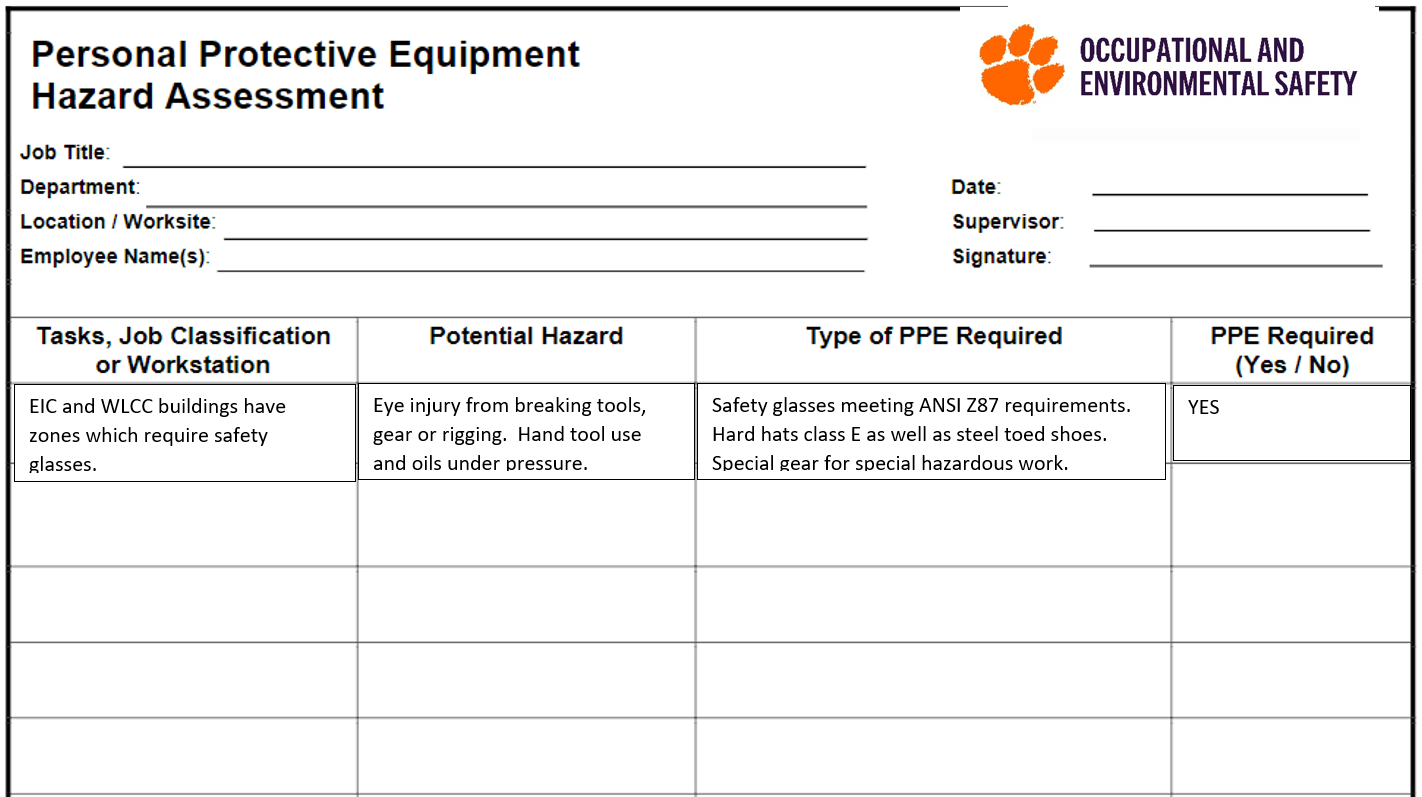 Personal Protective Equipment
Hazard Assessment
OCCUPATIONAL AND
ENVIRONMENTAL SAFETY
Job Title:
Department:
Location / Worksite:
Employee Name(s):
Date:
Supervisor:
Signature:
Tasks, Job Classification
or Workstation
Potential Hazard
Type of PPE Required
PPE Required
(Yes / No)
EIC and WLCC buildings have
zones which require safety
glasses.
Eye injury from breaking tools,
gear or rigging.  Hand tool use
and oils under pressure.
Safety glasses meeting ANSI Z87 requirements.
Hard hats class E as well as steel toed shoes.
Special gear for special hazardous work.
YES